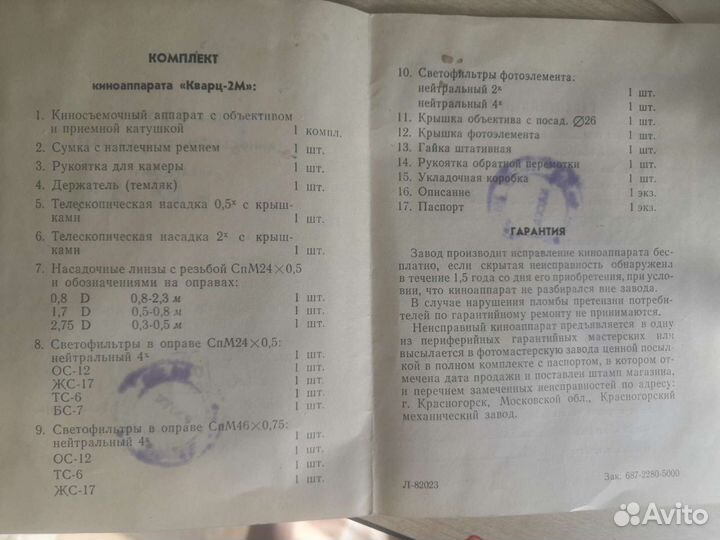 КОМПЛЕКТ
киноаппарата «Кварц-2М»:
1. Киносъемочный аппарат с объективом
и приемной катушкой 1 компл.
2. Сумка с наплечным ремнем 1 шт.
3. Рукоятка для камеры 1 шт.
4. Держатель (темляк) 1 шт.
5. Телескопическая насадка 0,5ˣ с крыш-
ками 1 шт.
6. Телескопическая насадка 2ˣ с крыш-
ками 1 шт.
7. Насадочные линзы с резьбой СпМ24×0,5
и обозначениями на оправах:
0,8 D 0,8-2,3 м 1 шт.
1,7 D 0,5-0,8 м 1 шт.
2,75 D 0,3-0,5 м 1 шт.
8. Светофильтры в оправе СпМ24×0,5:
нейтральный 4ˣ 1 шт.
ОС-12 1 шт.
ЖС-17 1 шт.
ТС-6 1 шт.
БС-7 1 шт.
9. Светофильтры в оправе СпМ46×0,75:
нейтральный 4ˣ 1 шт.
ОС-12 1 шт.
ТС-6 1 шт.
ЖС-17 1 шт.
10. Светофильтры фотоэлемента.
нейтральный 2ˣ 1 шт.
нейтральный 4ˣ 1 шт.
11. Крышка объектива с посад. ∅26 1 шт.
12. Крышка фотоэлемента 1 шт.
13. Гайка штативная 1 шт.
14. Рукоятка обратной перемотки 1 шт.
15. Укладочная коробка 1 шт.
16. Описание 1 экз.
17. Паспорт 1 экз.
ГАРАНТИЯ
Завод производит исправление киноаппарата бес-
платно, если скрытая неисправность обнаружена
в течение 1,5 года со дня его приобретения, при усло-
вии, что киноаппарат не разбирался вне завода.
В случае нарушения пломбы претензии потреби-
телей по гарантийному ремонту не принимаются.
Неисправный киноаппарат предъявляется в одну
из периферийных гарантийных мастерских или
высылается в фотомастерскую завода ценной посыл-
кой в полном комплекте с паспортом, в котором от-
мечена дата продажи и поставлен штамп магазина,
и перечнем замеченных неисправностей по адресу:
г. Красногорск, Московской обл., Красногорский
механический завод.
Л-82023 Зак. 687-2280-5000
Avito